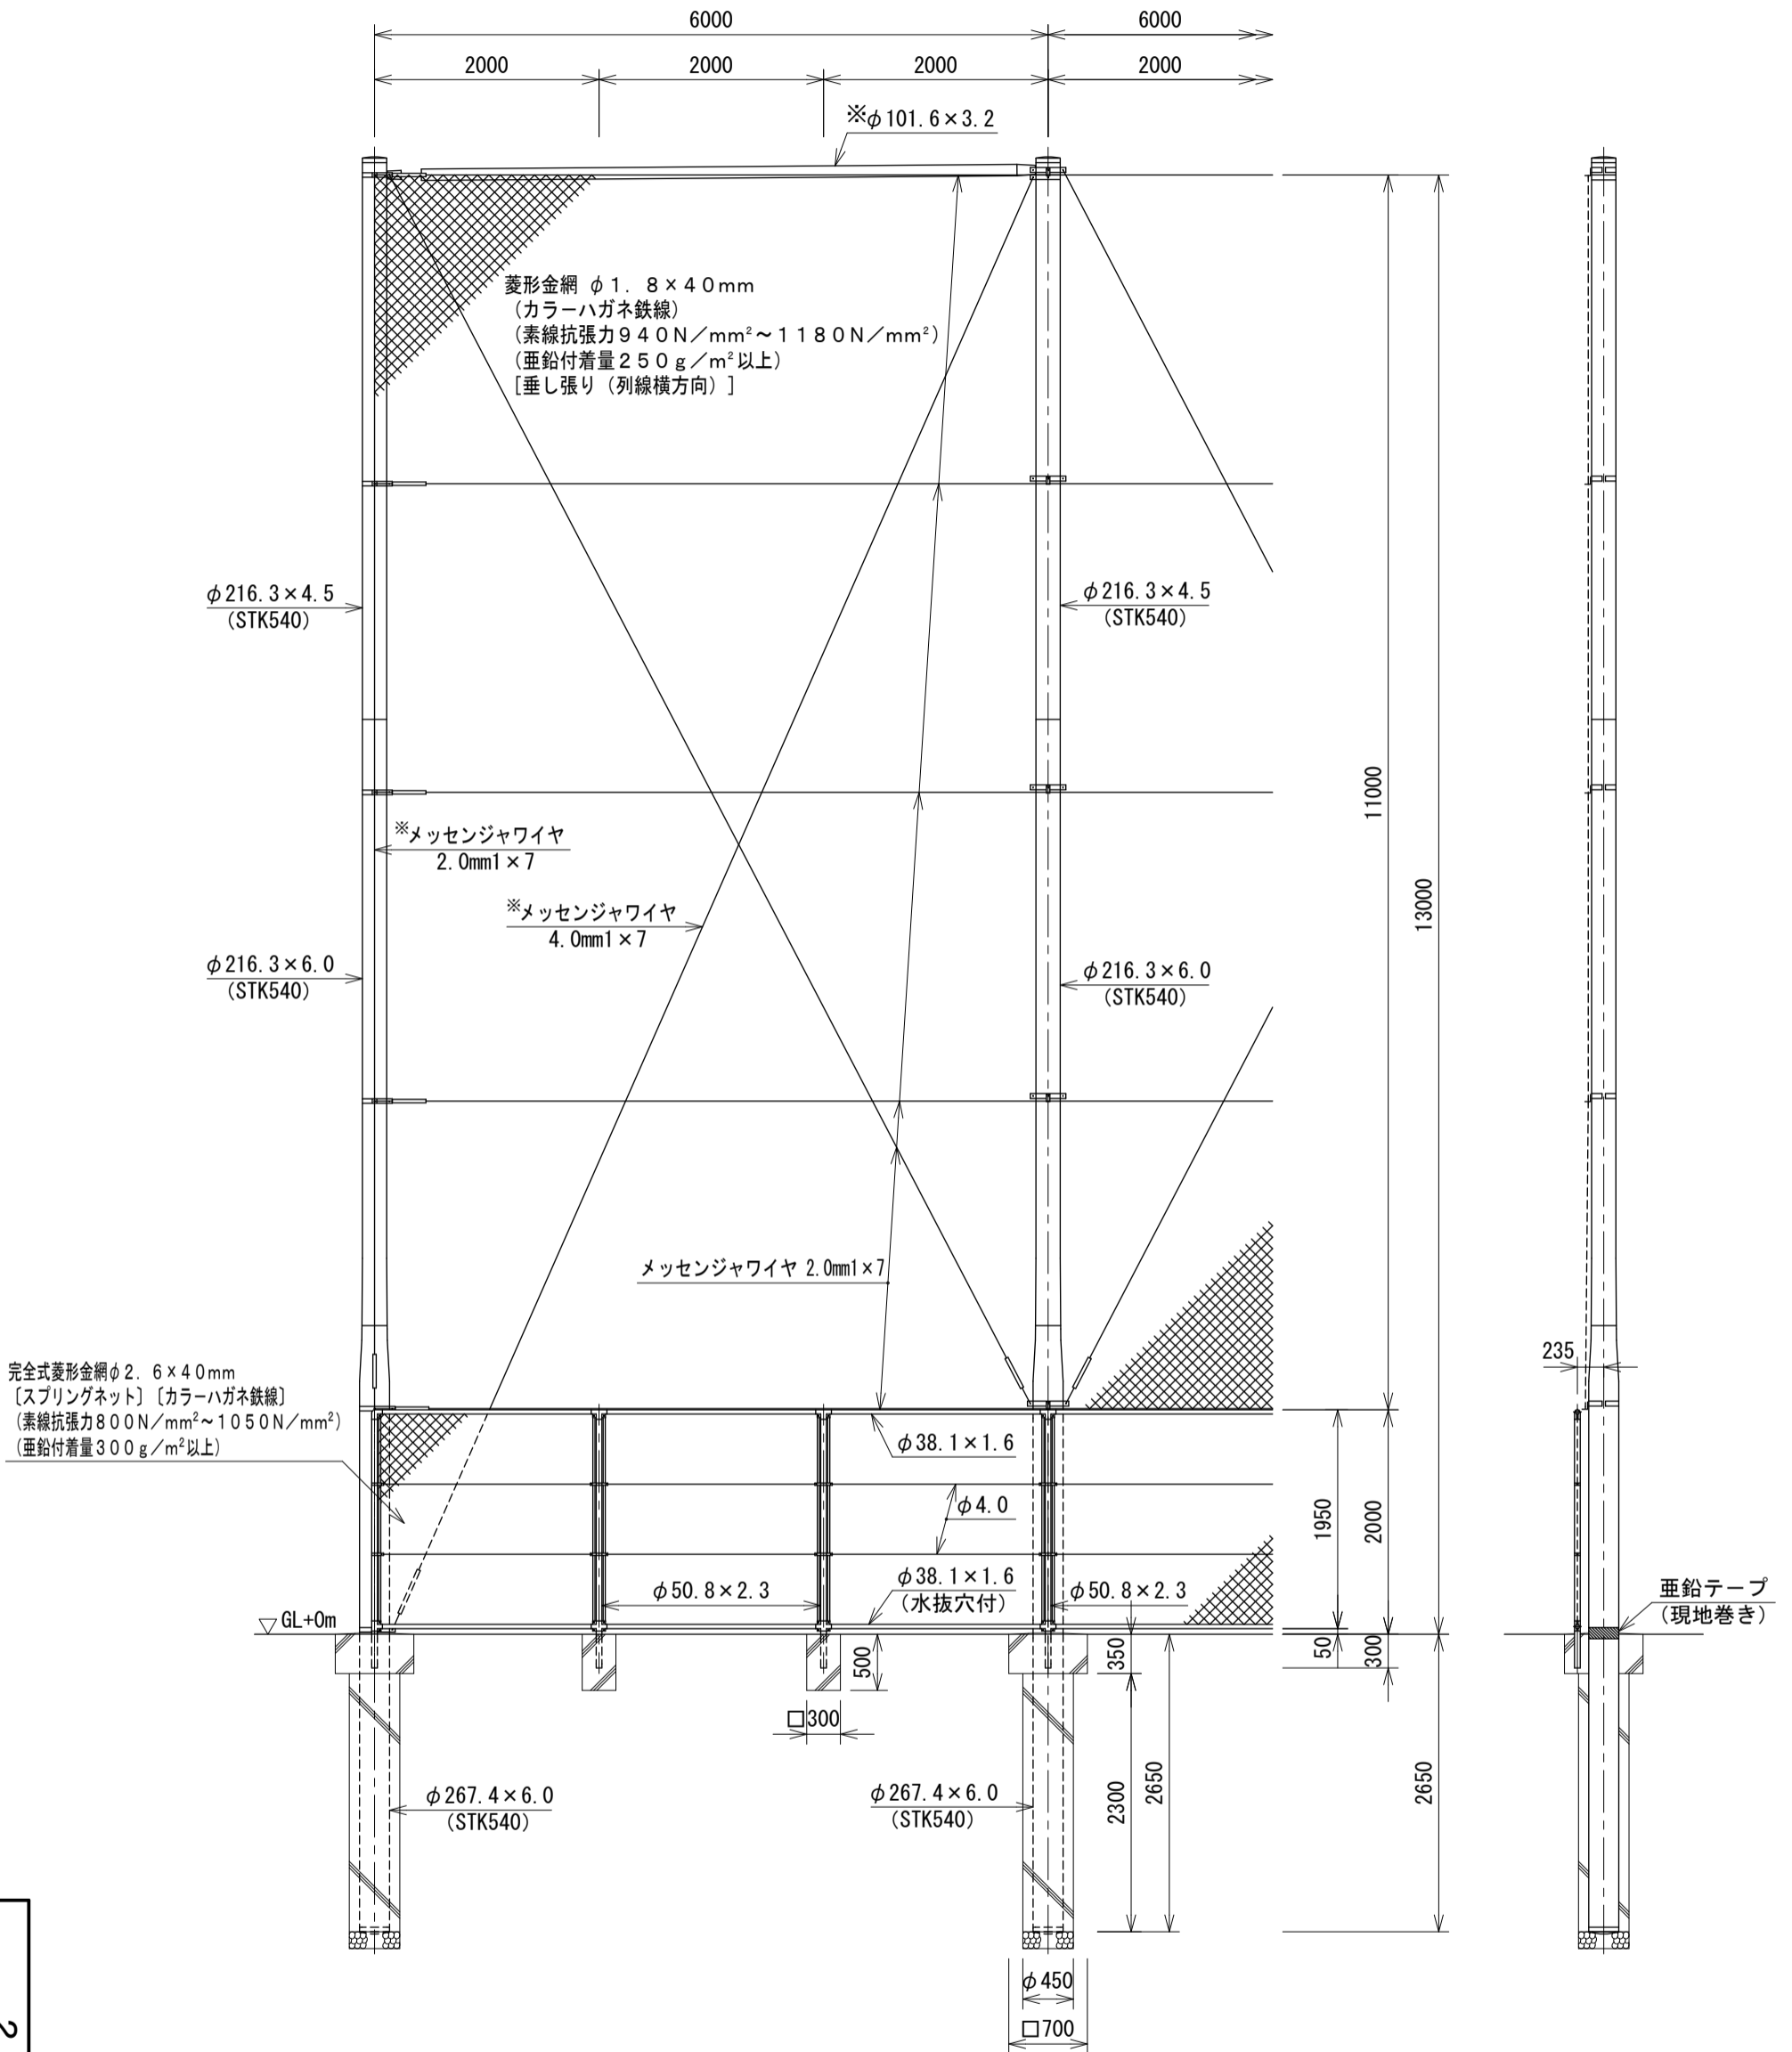 6000
6000
2000
2000
2000
2000
※φ101.6×3.2
菱形金網 φ1.8×40mm
(カラーハガネ鉄線)
(素線抗張力940N/mm²~1180N/mm²)
(亜鉛付着量250g/m²以上)
[垂し張り(列線横方向)]
φ216.3×4.5
(STK540)
φ216.3×4.5
(STK540)
11000
13000
※メッセンジャワイヤ
2.0mm1×7
※メッセンジャワイヤ
4.0mm1×7
φ216.3×6.0
(STK540)
φ216.3×6.0
(STK540)
メッセンジャワイヤ 2.0mm1×7
235
完全式菱形金網φ2.6×40mm
〔スプリングネット〕〔カラーハガネ鉄線〕
(素線抗張力800N/mm²~1050N/mm²)
(亜鉛付着量300g/m²以上)
φ38.1×1.6
φ4.0
1950
2000
φ50.8×2.3
φ38.1×1.6
(水抜穴付)
φ50.8×2.3
亜鉛テープ
(現地巻き)
▽GL+0m
500
350
50
300
□300
φ267.4×6.0
(STK540)
φ267.4×6.0
(STK540)
2300
2650
2650
φ450
□700
2